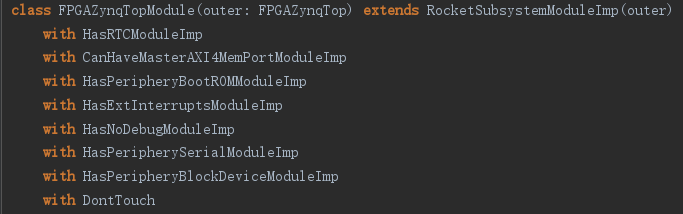 class FPGAZynqTopModule(outer: FPGAZynqTop) extends RocketSubsystemModuleImp(outer)
with HasRTCModuleImp
with CanHaveMasterAXI4MemPortModuleImp
with HasPeripheryBootROMModuleImp
with HasExtInterruptsModuleImp
with HasNoDebugModuleImp
with HasPeripherySerialModuleImp
with HasPeripheryBlockDeviceModuleImp
with DontTouch